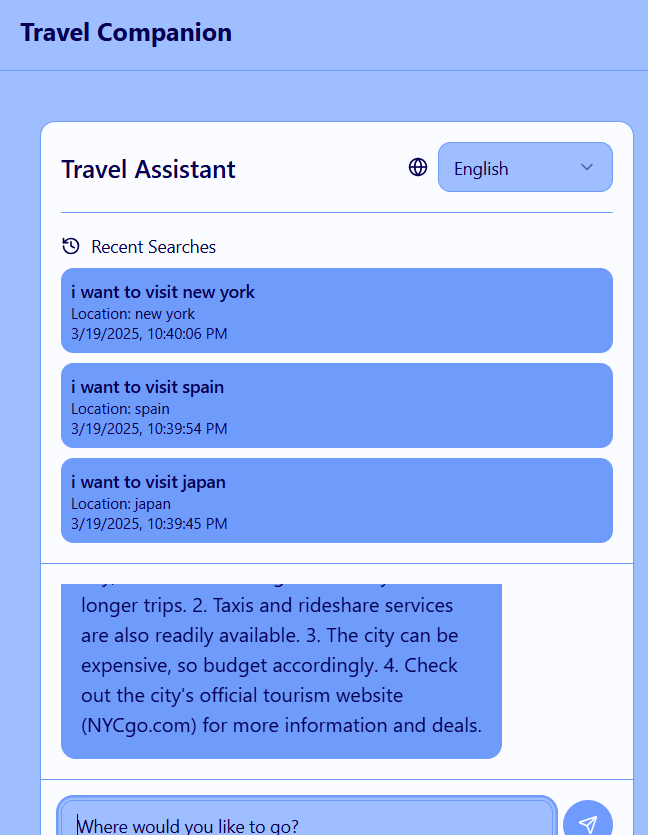 Travel Companion
Travel Assistant
English
Recent Searches
i want to visit new york
Location: new york
3/19/2025, 10:40:06 PM
i want to visit spain
Location: spain
3/19/2025, 10:39:54 PM
i want to visit japan
Location: japan
3/19/2025, 10:39:45 PM
longer trips. 2. Taxis and rideshare services
are also readily available. 3. The city can be
expensive, so budget accordingly. 4. Check
out the city's official tourism website
(NYCgo.com) for more information and deals.
Where would you like to go?